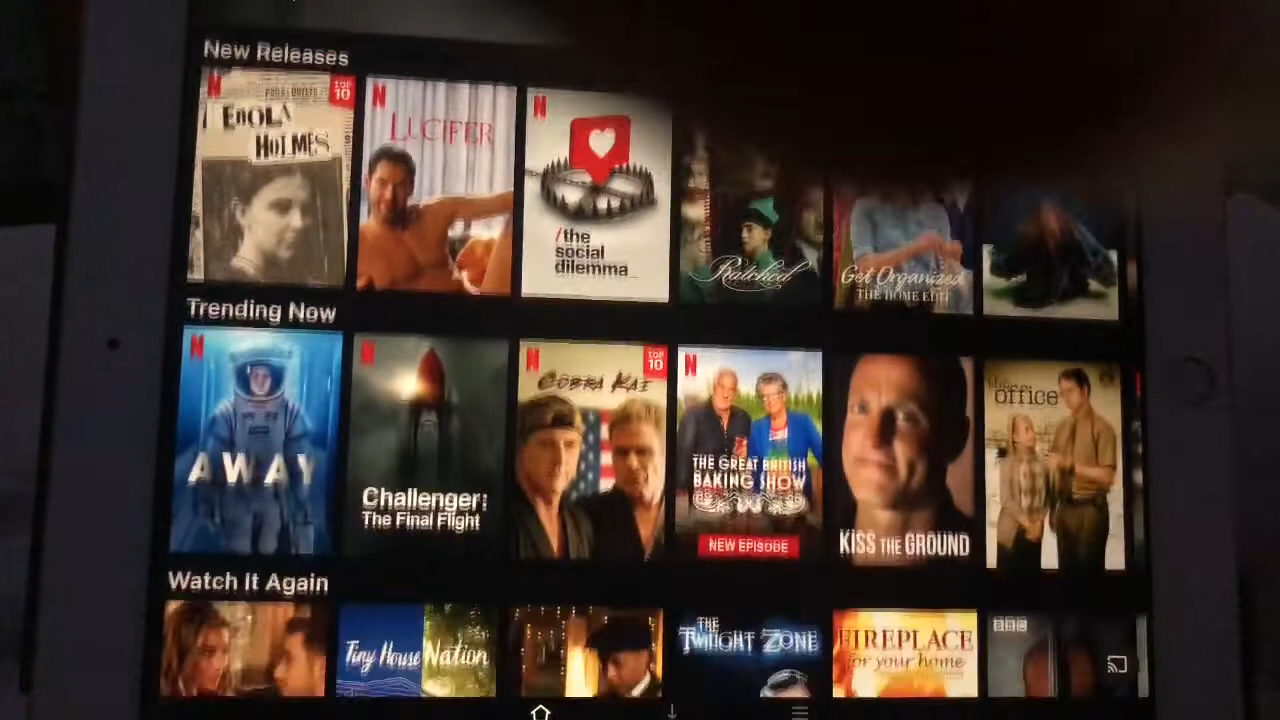 New Releases
N
TOP
10
ENOLA
HOLMES
N
LUCIFER
N
/the
social
dilemma
Ratched
Get Organized
THE HOME EDIT
Trending Now
N
AWAY
N
Challenger:
The Final Flight
N
TOP
10
COBRA KAI
N
THE GREAT BRITISH
BAKING SHOW
NEW EPISODE
KISS THE GROUND
the
office
Watch It Again
Tiny House Nation
THE
TWILIGHT ZONE
FIREPLACE
for your home
BBC